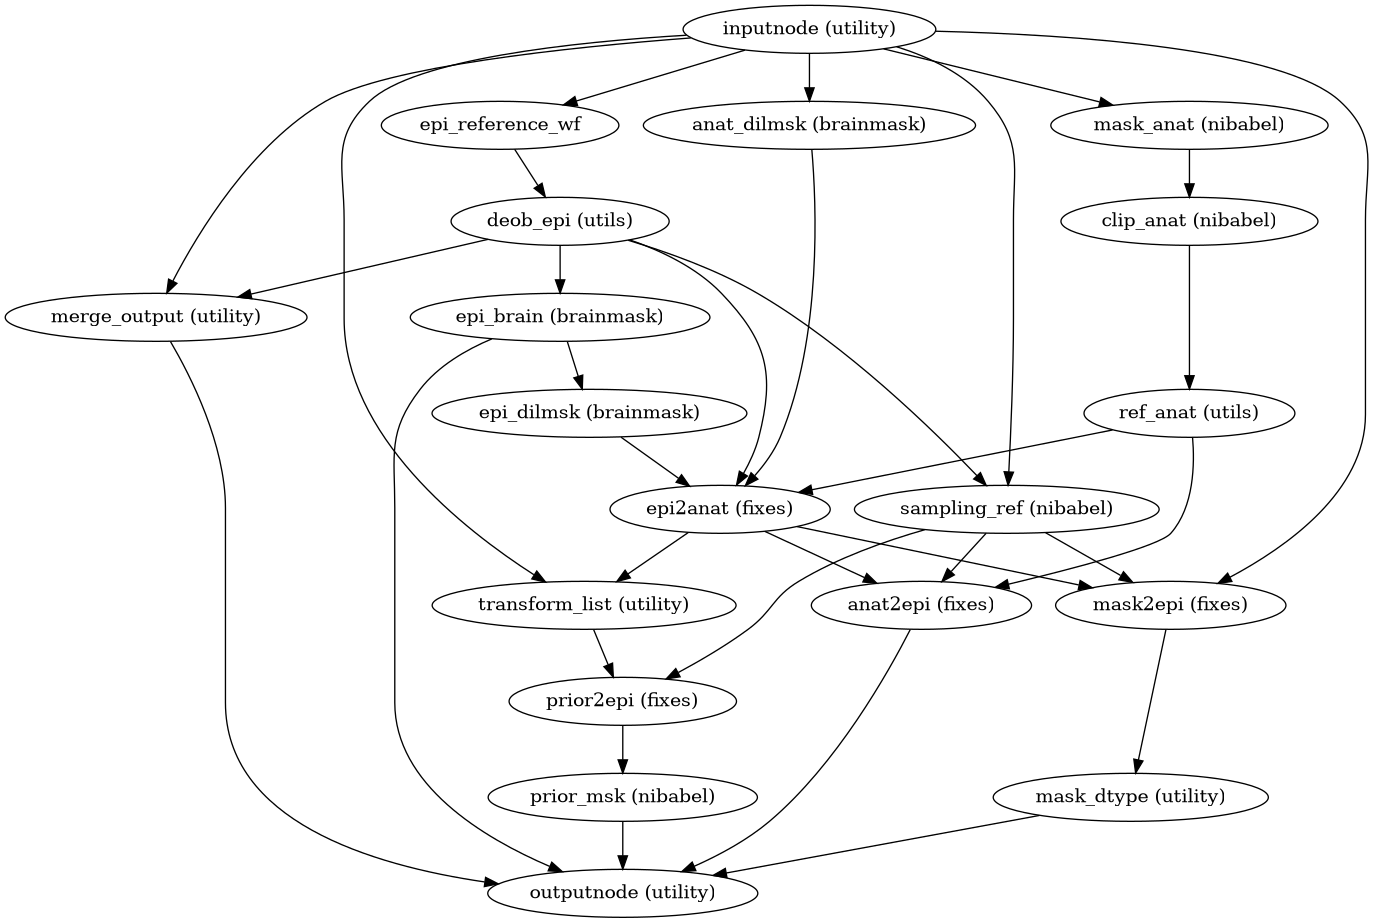 inputnode (utility)
epi_reference_wf
anat_dilmsk (brainmask)
mask_anat (nibabel)
deob_epi (utils)
clip_anat (nibabel)
merge_output (utility)
epi_brain (brainmask)
epi_dilmsk (brainmask)
ref_anat (utils)
epi2anat (fixes)
sampling_ref (nibabel)
transform_list (utility)
anat2epi (fixes)
mask2epi (fixes)
prior2epi (fixes)
prior_msk (nibabel)
mask_dtype (utility)
outputnode (utility)